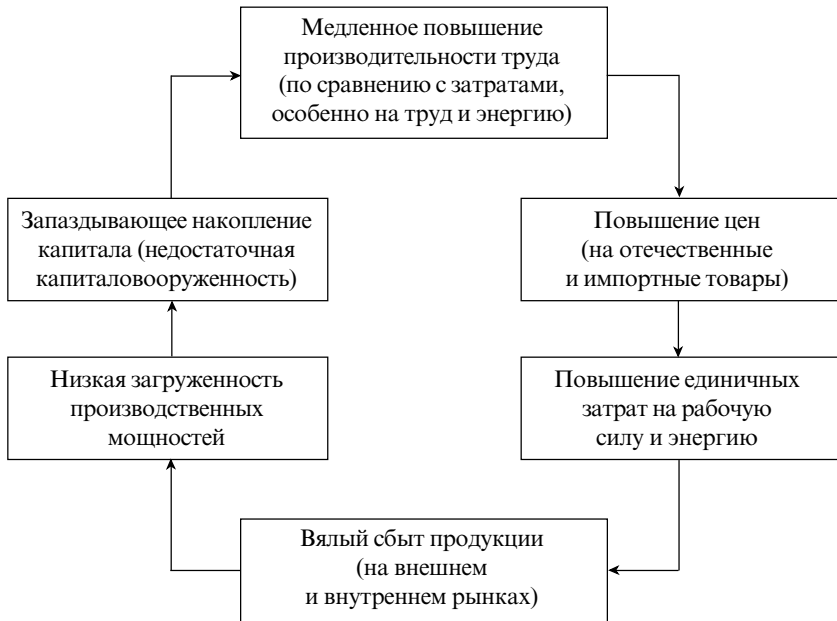 Медленное повышение
производительности труда
(по сравнению с затратами,
особенно на труд и энергию)
Запаздывающее накопление
капитала (недостаточная
капиталовооруженность)
Повышение цен
(на отечественные
и импортные товары)
Низкая загруженность
производственных
мощностей
Повышение единичных
затрат на рабочую
силу и энергию
Вялый сбыт продукции
(на внешнем
и внутреннем рынках)